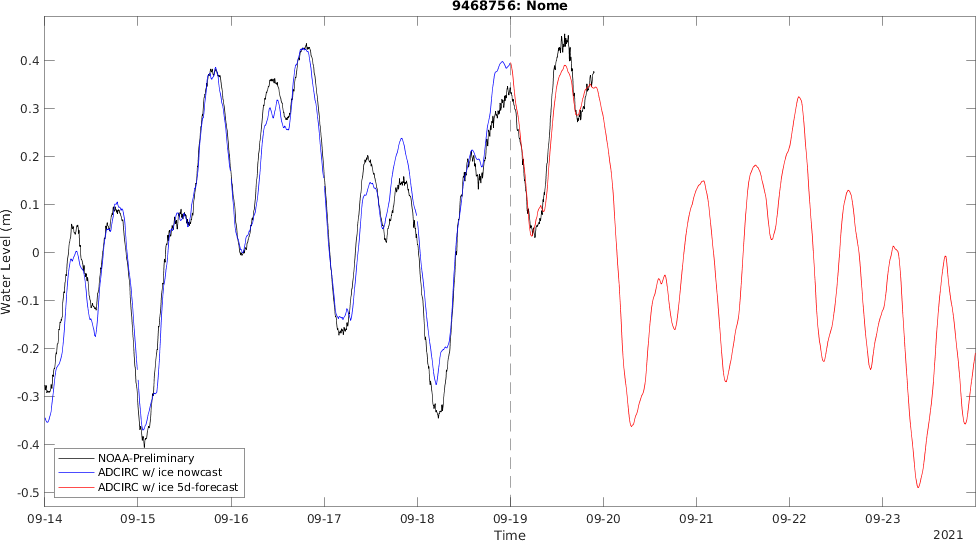 9468756: Nome
Water Level (m)
0.4
0.3
0.2
0.1
0
-0.1
-0.2
-0.3
-0.4
-0.5
NOAA-Preliminary
ADCIRC w/ ice nowcast
ADCIRC w/ ice 5d-forecast
09-14 09-15 09-16 09-17 09-18 09-19 09-20 09-21 09-22 09-23
Time
2021